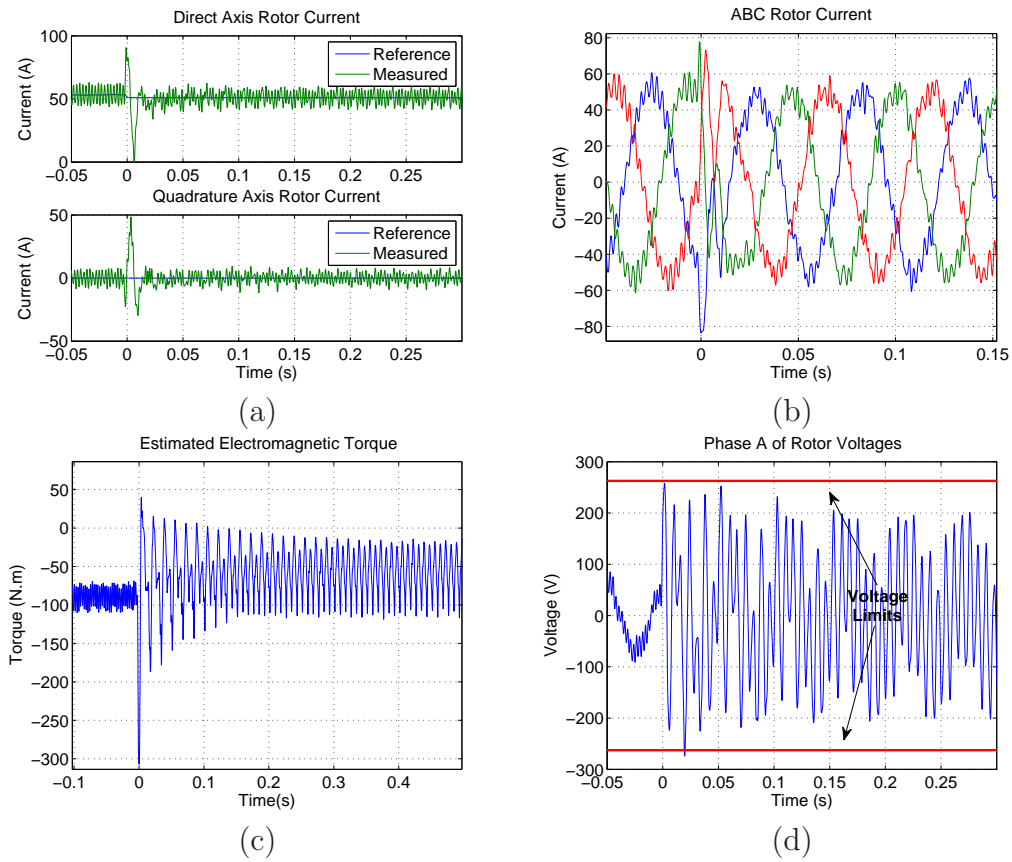 Direct Axis Rotor Current
Current (A)
100
50
0
Reference
Measured
−0.05 0 0.05 0.1 0.15 0.2 0.25
Quadrature Axis Rotor Current
Current (A)
50
0
−50
Reference
Measured
−0.05 0 0.05 0.1 0.15 0.2 0.25
Time (s)
(a)
ABC Rotor Current
Current (A)
80
60
40
20
0
−20
−40
−60
−80
0 0.05 0.1 0.15
Time (s)
(b)
Estimated Electromagnetic Torque
Torque (N.m)
50
0
−50
−100
−150
−200
−250
−300
−0.1 0 0.1 0.2 0.3 0.4
Time(s)
(c)
Phase A of Rotor Voltages
Voltage (V)
300
200
100
0
−100
−200
−300
Voltage
Limits
−0.05 0 0.05 0.1 0.15 0.2 0.25
Time (s)
(d)